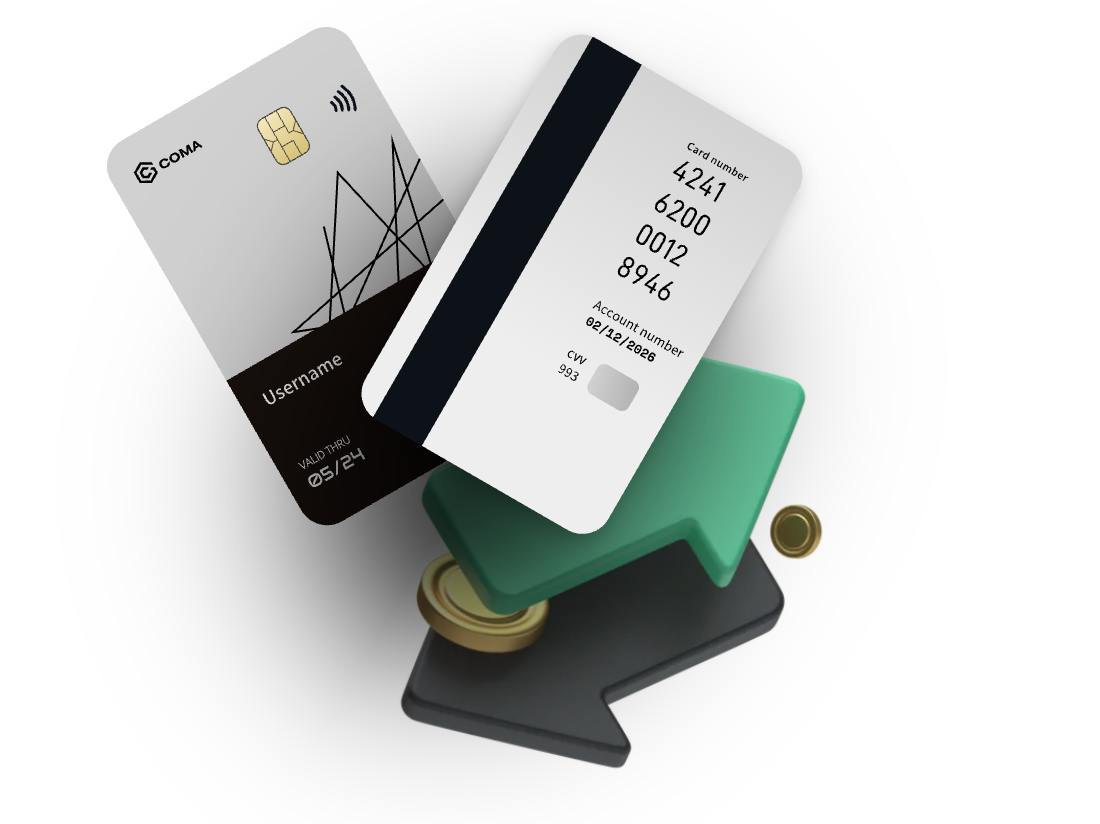 COMA
Username
VALID THRU
05/24
Card number
4241
6200
0012
8946
Account number
02/12/2026
CVV
993